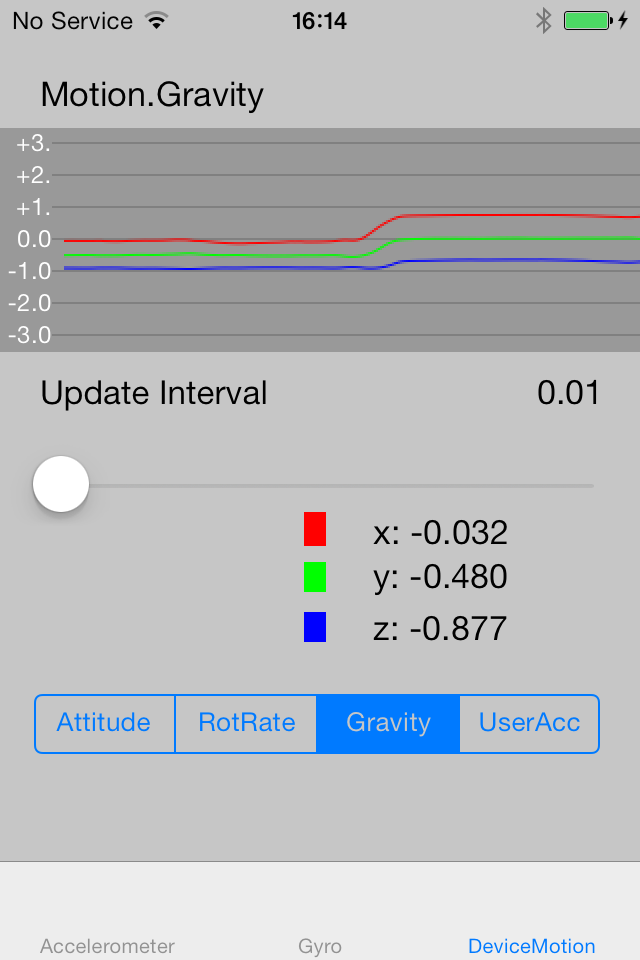 No Service 16:14
Motion.Gravity
+3.
+2.
+1.
0.0
-1.0
-2.0
-3.0
Update Interval 0.01
x: -0.032
y: -0.480
z: -0.877
Attitude RotRate Gravity UserAcc
Accelerometer Gyro DeviceMotion